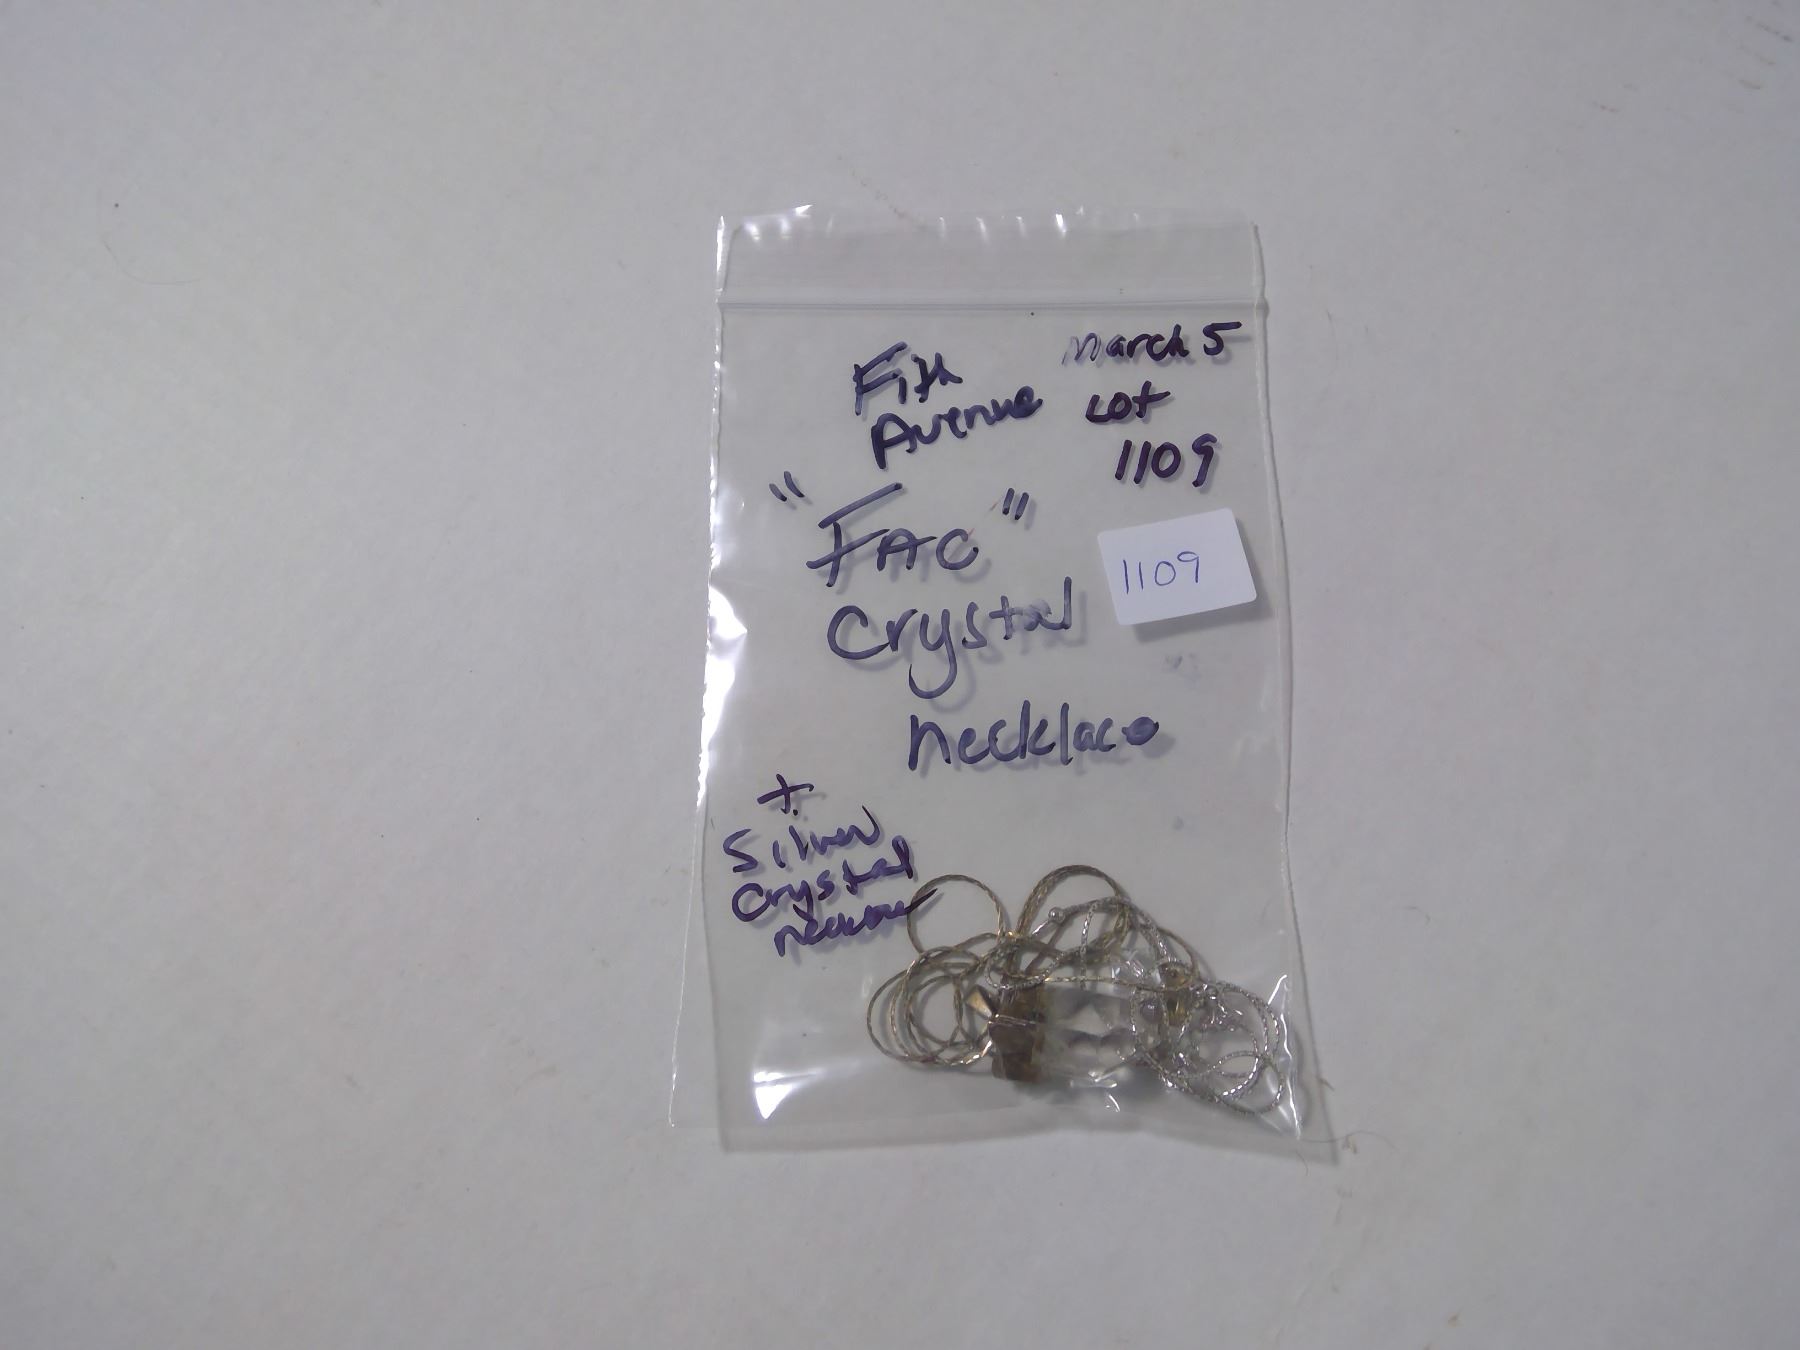 Fith
Avenue
March 5
Lot
1109
"FAC"
Crystal
necklace
1109
+
Silver
Crystal